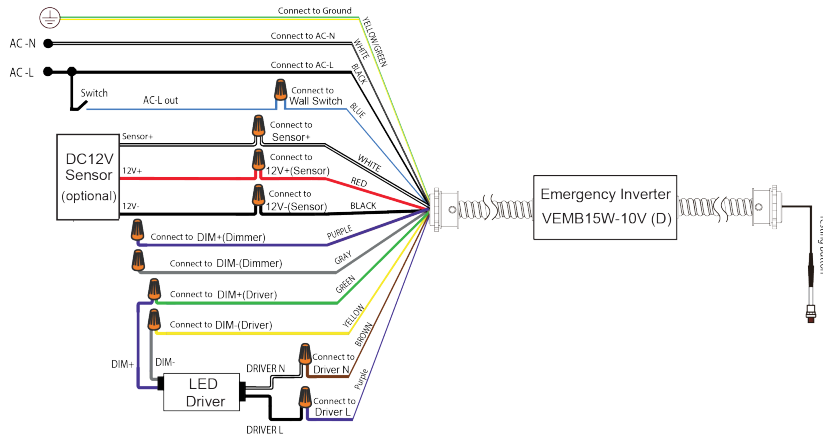 Connect to Ground
YELLOW/GREEN
AC -N
Connect to AC-N
WHITE
AC -L
Connect to AC-L
BLACK
Switch
AC-L out
Connect to
Wall Switch
BLUE
DC12V
Sensor
(optional)
Sensor+
Connect to
Sensor+
WHITE
12V+
Connect to
12V+(Sensor)
RED
12V-
Connect to
12V-(Sensor)
BLACK
Emergency Inverter
VEMB15W-10V (D)
Connect to DIM+(Dimmer)
PURPLE
Connect to DIM-(Dimmer)
GRAY
Connect to DIM+(Driver)
GREEN
Connect to DIM-(Driver)
YELLOW
DIM+
DIM-
LED
Driver
DRIVER N
Connect to
Driver N
BROWN
DRIVER L
Connect to
Driver L
Purple